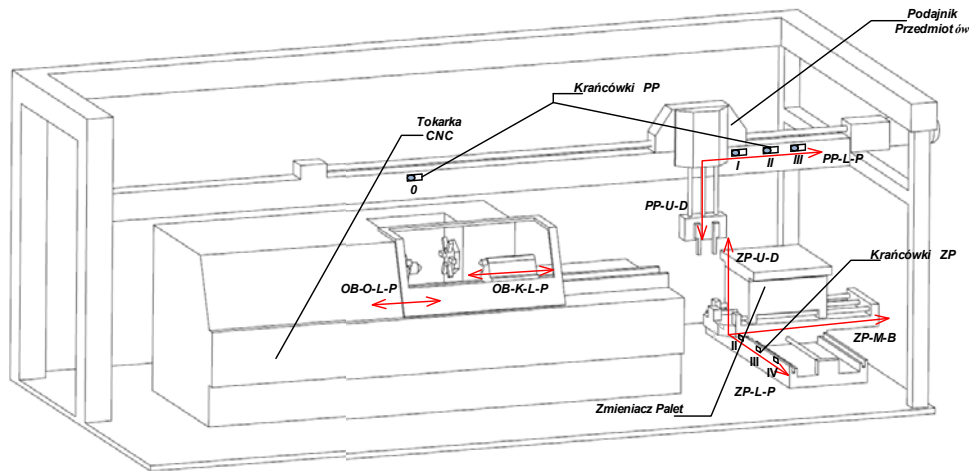 Podajnik
Przedmiotów
Krańcówki PP
Tokarka
CNC
I II III PP-L-P
0
PP-U-D
Krańcówki ZP
ZP-U-D
OB-O-L-P
OB-K-L-P
ZP-M-B
II
III
IV
ZP-L-P
Zmieniacz Palet